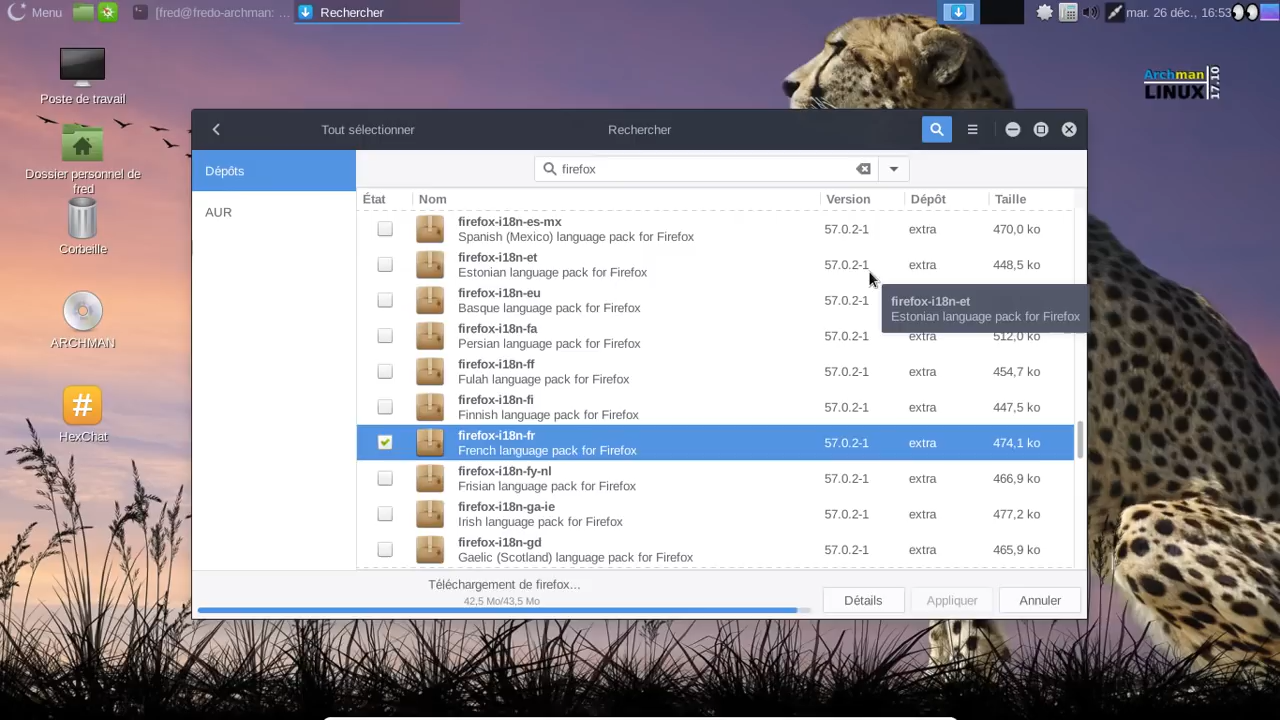 Menu
[fred@fredo-archman: ...
Rechercher
mar. 26 déc., 16:53
Poste de travail
Dossier personnel de
fred
Corbeille
ARCHMAN
#
HexChat
Archman
LINUX
17.10
Tout sélectionner
Rechercher
Dépôts
AUR
firefox
État Nom Version Dépôt Taille
firefox-i18n-es-mx
Spanish (Mexico) language pack for Firefox
57.0.2-1 extra 470,0 ko
firefox-i18n-et
Estonian language pack for Firefox
57.0.2-1 extra 448,5 ko
firefox-i18n-eu
Basque language pack for Firefox
57.0.2-1
firefox-i18n-et
Estonian language pack for Firefox
firefox-i18n-fa
Persian language pack for Firefox
57.0.2-1 extra 512,0 ko
firefox-i18n-ff
Fulah language pack for Firefox
57.0.2-1 extra 454,7 ko
firefox-i18n-fi
Finnish language pack for Firefox
57.0.2-1 extra 447,5 ko
firefox-i18n-fr
French language pack for Firefox
57.0.2-1 extra 474,1 ko
firefox-i18n-fy-nl
Frisian language pack for Firefox
57.0.2-1 extra 466,9 ko
firefox-i18n-ga-ie
Irish language pack for Firefox
57.0.2-1 extra 477,2 ko
firefox-i18n-gd
Gaelic (Scotland) language pack for Firefox
57.0.2-1 extra 465,9 ko
Téléchargement de firefox...
42,5 Mo/43,5 Mo
Détails
Appliquer
Annuler